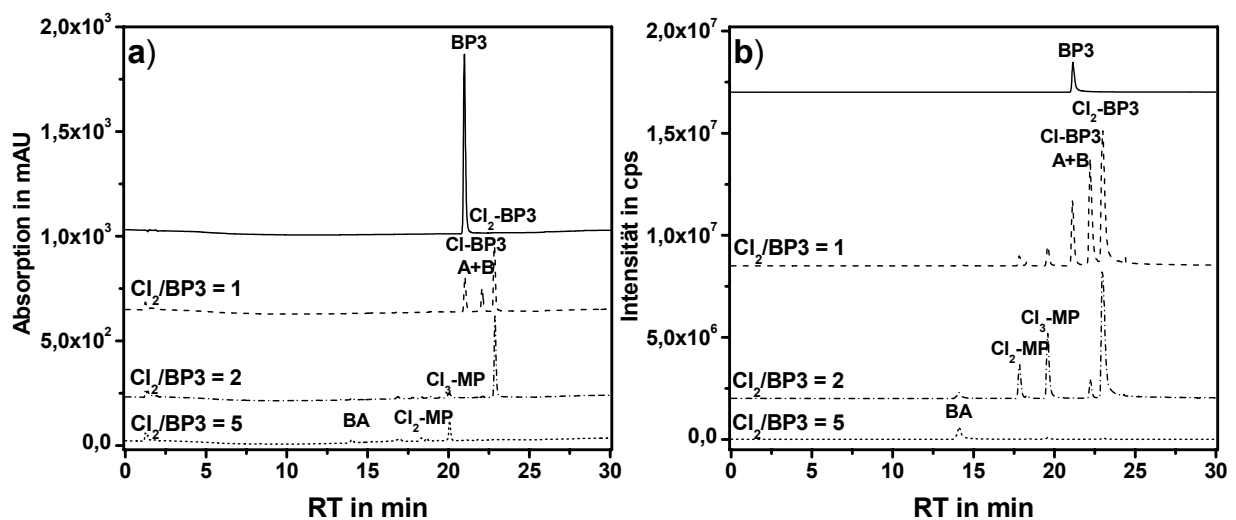 a)
2,0x10³
1,5x10³
1,0x10³
5,0x10²
0,0
Absorption in mAU
BP3
Cl₂-BP3
Cl-BP3
A+B
Cl₂/BP3 = 1
Cl₂/BP3 = 2
Cl₃-MP
Cl₂/BP3 = 5
BA
Cl₂-MP
0 5 10 15 20 25 30
RT in min
b)
2,0x10⁷
1,5x10⁷
1,0x10⁷
5,0x10⁶
0,0
Intensität in cps
BP3
Cl₂-BP3
Cl-BP3
A+B
Cl₂/BP3 = 1
Cl₃-MP
Cl₂-MP
Cl₂/BP3 = 2
BA
Cl₂/BP3 = 5
0 5 10 15 20 25 30
RT in min